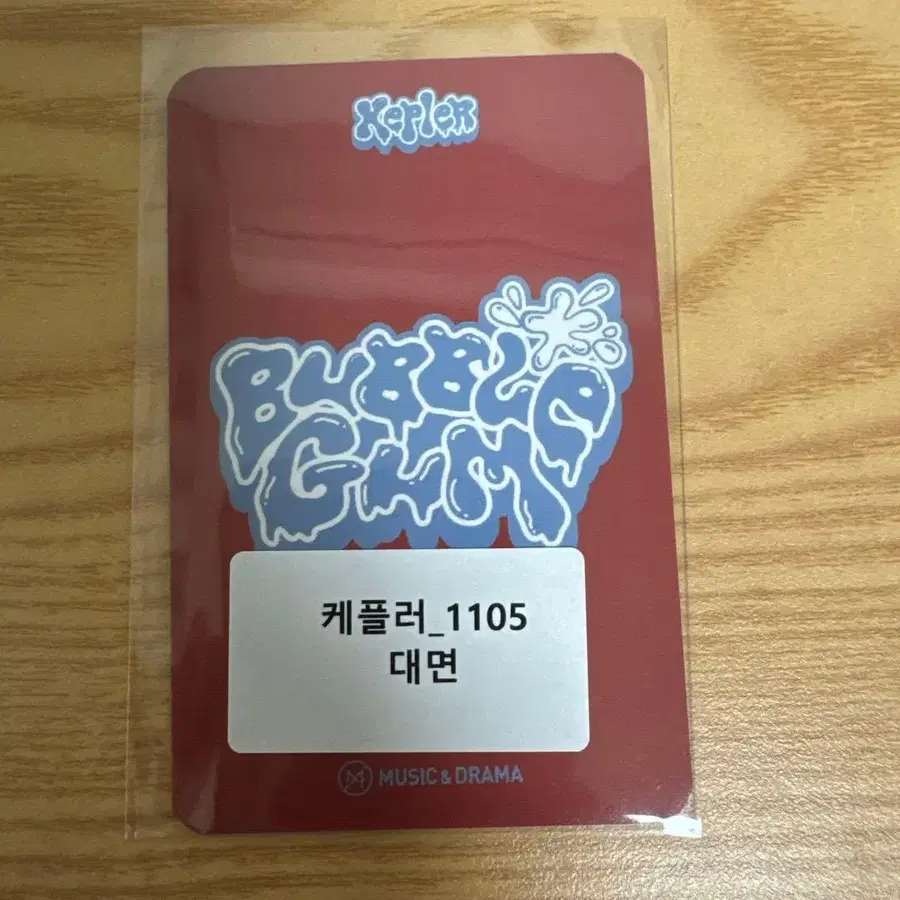 Kep1er
BUBBLE
GUM
케플러_1105
대면
M MUSIC & DRAMA